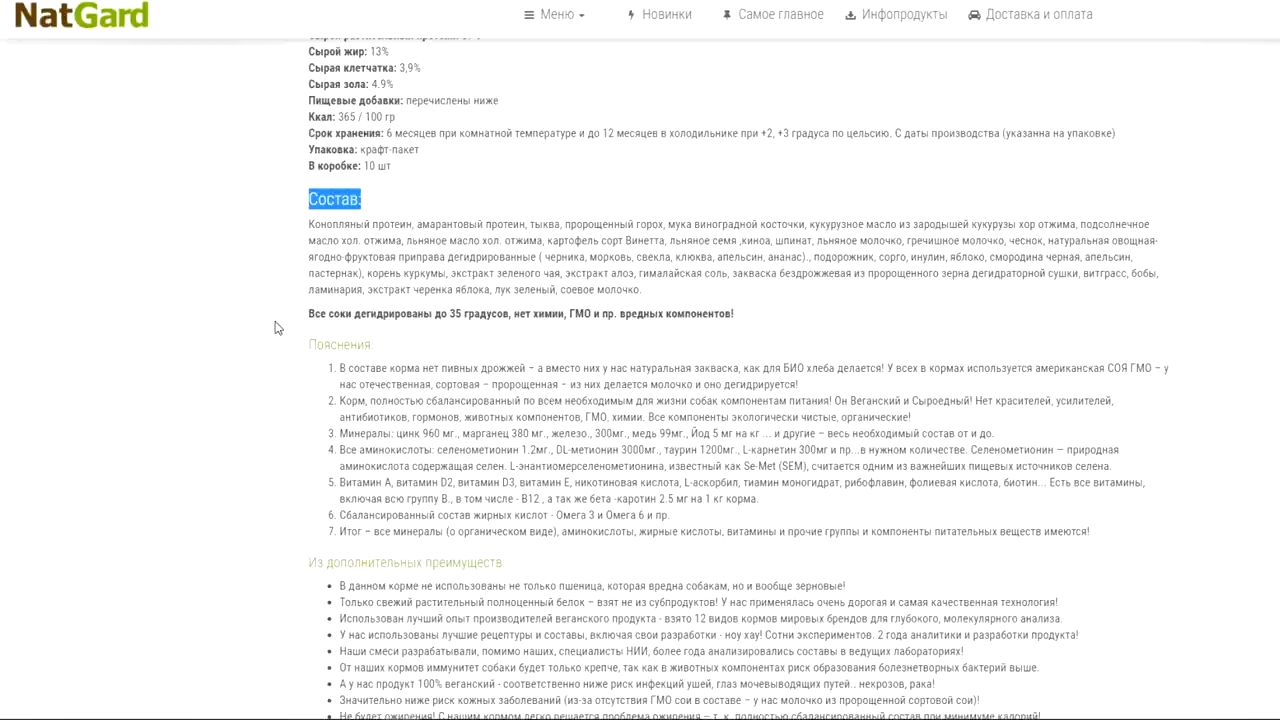 NatGard
Меню
Новинки
Самое главное
Инфопродукты
Доставка и оплата
Сырой жир: 13%
Сырая клетчатка: 3,9%
Сырая зола: 4.9%
Пищевые добавки: перечислены ниже
Ккал: 365 / 100 гр
Срок хранения: 6 месяцев при комнатной температуре и до 12 месяцев в холодильнике при +2, +3 градуса по цельсию. С даты производства (указанна на упаковке)
Упаковка: крафт-пакет
В коробке: 10 шт
Состав:
Конопляный протеин, амарантовый протеин, тыква, пророщенный горох, мука виноградной косточки, кукурузное масло из зародышей кукурузы хор отжима, подсолнечное
масло хол. отжима, льняное масло хол. отжима, картофель сорт Винетта, льняное семя ,киноа, шпинат, льняное молочко, гречишное молочко, чеснок, натуральная овощная-
ягодно-фруктовая приправа дегидрированные ( черника, морковь, свекла, клюква, апельсин, ананас)., подорожник, сорго, инулин, яблоко, смородина черная, апельсин,
пастернак), корень куркумы, экстракт зеленого чая, экстракт алоэ, гималайская соль, закваска бездрожжевая из пророщенного зерна дегидраторной сушки, витграсс, бобы,
ламинария, экстракт черенка яблока, лук зеленый, соевое молочко.
Все соки дегидрированы до 35 градусов, нет химии, ГМО и пр. вредных компонентов!
Пояснения:
1. В составе корма нет пивных дрожжей – а вместо них у нас натуральная закваска, как для БИО хлеба делается! У всех в кормах используется американская СОЯ ГМО – у
нас отечественная, сортовая – пророщенная - из них делается молочко и оно дегидрируется!
2. Корм, полностью сбалансированный по всем необходимым для жизни собак компонентам питания! Он Веганский и Сыроедный! Нет красителей, усилителей,
антибиотиков, гормонов, животных компонентов, ГМО, химии. Все компоненты экологически чистые, органические!
3. Минералы: цинк 960 мг., марганец 380 мг., железо., 300мг., медь 99мг., Йод 5 мг на кг ... и другие – весь необходимый состав от и до.
4. Все аминокислоты: селенометионин 1.2мг., DL-метионин 3000мг., таурин 1200мг., L-карнетин 300мг и пр...в нужном количестве. Селенометионин — природная
аминокислота содержащая селен. L-энантиомерселенометионина, известный как Se-Met (SEM), считается одним из важнейших пищевых источников селена.
5. Витамин А, витамин D2, витамин D3, витамин Е, никотиновая кислота, L-аскорбил, тиамин моногидрат, рибофлавин, фолиевая кислота, биотин... Есть все витамины,
включая всю группу В., в том числе - B12 , а так же бета -каротин 2.5 мг на 1 кг корма.
6. Сбалансированный состав жирных кислот - Омега 3 и Омега 6 и пр.
7. Итог – все минералы (о органическом виде), аминокислоты, жирные кислоты, витамины и прочие группы и компоненты питательных веществ имеются!
Из дополнительных преимуществ:
• В данном корме не использованы не только пшеница, которая вредна собакам, но и вообще зерновые!
• Только свежий растительный полноценный белок – взят не из субпродуктов! У нас применялась очень дорогая и самая качественная технология!
• Использован лучший опыт производителей веганского продукта - взято 12 видов кормов мировых брендов для глубокого, молекулярного анализа.
• У нас использованы лучшие рецептуры и составы, включая свои разработки - ноу хау! Сотни экспериментов. 2 года аналитики и разработки продукта!
• Наши смеси разрабатывали, помимо наших, специалисты НИИ, более года анализировались составы в ведущих лабораториях!
• От наших кормов иммунитет собаки будет только крепче, так как в животных компонентах риск образования болезнетворных бактерий выше.
• А у нас продукт 100% веганский - соответственно ниже риск инфекций ушей, глаз мочевыводящих путей.. некрозов, рака!
• Значительно ниже риск кожных заболеваний (из-за отсутствия ГМО сои в составе – у нас молочко из пророщенной сортовой сои)!
• Не будет ожирения! С нашим кормом легко решается проблема ожирения – т. к. полностью сбалансированный состав при минимуме калорий!